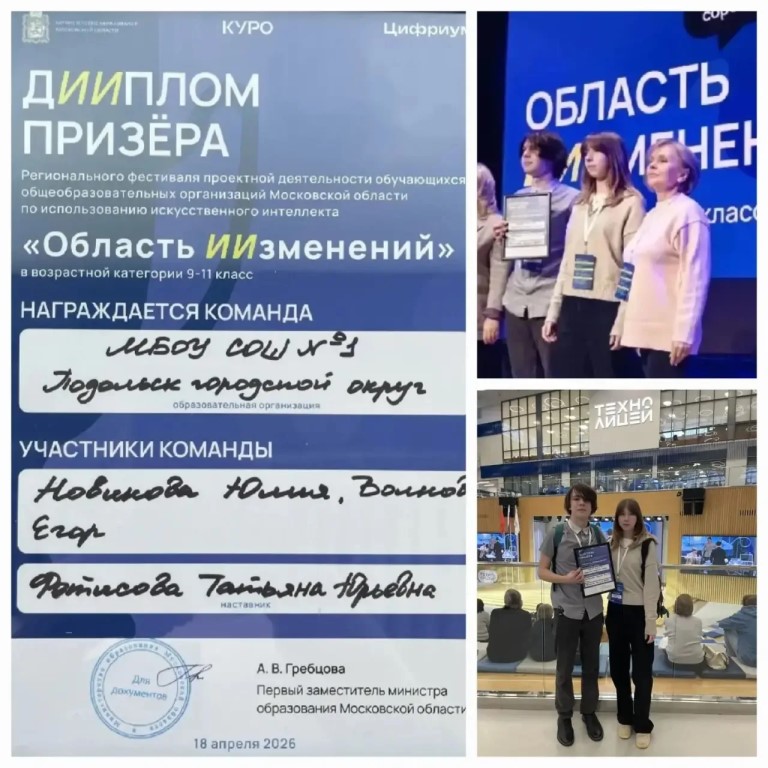 КУРО
Цифриум
ДИИПЛОМ
ПРИЗЁРА
Регионального фестиваля проектной деятельности обучающихся
общеобразовательных организаций Московской области
по использованию искусственного интеллекта
«Область ИИзменений»
в возрастной категории 9-11 класс
НАГРАЖДАЕТСЯ КОМАНДА
МБОУ СОШ №1
Подольск городской округ
образовательная организация
УЧАСТНИКИ КОМАНДЫ
Новикова Юлия, Волков
Егор
Фатисова Татьяна Юрьевна
наставник
Для
документов
А. В. Гребцова
Первый заместитель министра
образования Московской области
18 апреля 2026
ОБЛАСТЬ
ИИЗМЕНЕН
класс
ТЕХНО
ЛИЦЕЙ